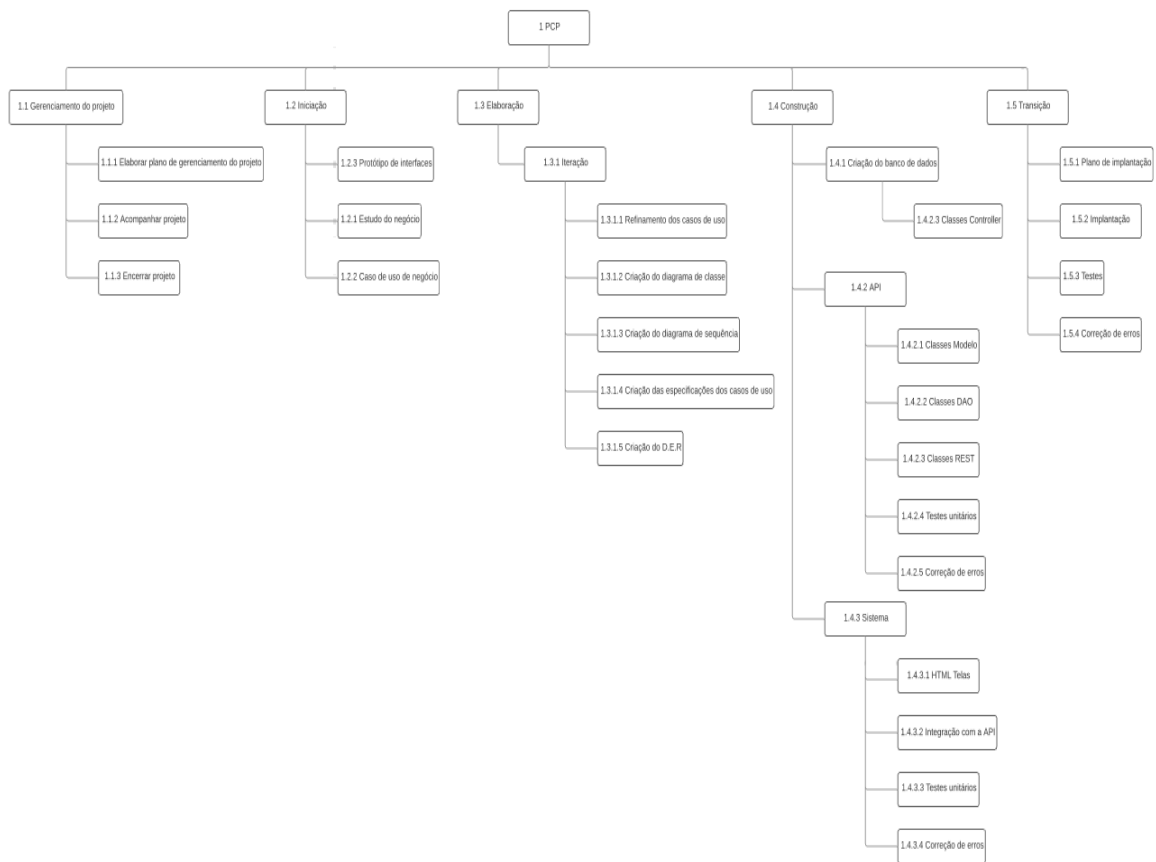 1 PCP
1.1 Gerenciamento do projeto
1.1.1 Elaborar plano de gerenciamento do projeto
1.1.2 Acompanhar projeto
1.1.3 Encerrar projeto
1.2 Iniciação
1.2.3 Protótipo de interfaces
1.2.1 Estudo do negócio
1.2.2 Caso de uso de negócio
1.3 Elaboração
1.3.1 Iteração
1.3.1.1 Refinamento dos casos de uso
1.3.1.2 Criação do diagrama de classe
1.3.1.3 Criação do diagrama de sequência
1.3.1.4 Criação das especificações dos casos de uso
1.3.1.5 Criação do D.E.R
1.4 Construção
1.4.1 Criação do banco de dados
1.4.2.3 Classes Controller
1.4.2 API
1.4.2.1 Classes Modelo
1.4.2.2 Classes DAO
1.4.2.3 Classes REST
1.4.2.4 Testes unitários
1.4.2.5 Correção de erros
1.4.3 Sistema
1.4.3.1 HTML Telas
1.4.3.2 Integração com a API
1.4.3.3 Testes unitários
1.4.3.4 Correção de erros
1.5 Transição
1.5.1 Plano de implantação
1.5.2 Implantação
1.5.3 Testes
1.5.4 Correção de erros